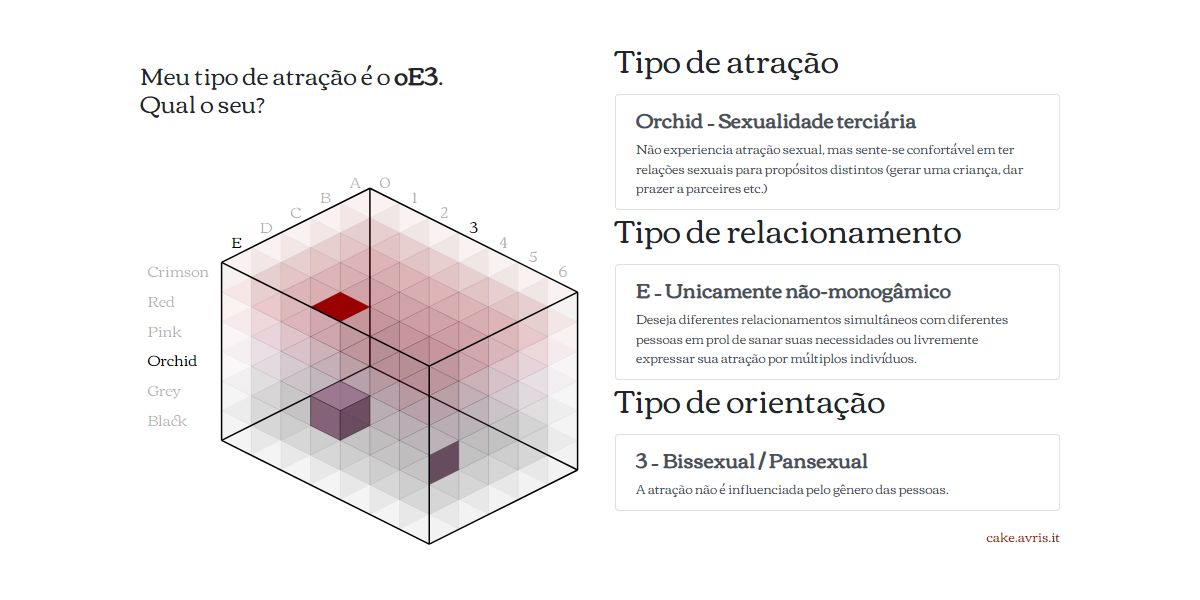 Meu tipo de atração é o oE3.
Qual o seu?
A
0
B
1
C
2
D
3
E
4
5
6
Crimson
Red
Pink
Orchid
Grey
Black
Tipo de atração
Orchid – Sexualidade terciária
Não experiencia atração sexual, mas sente-se confortável em ter
relações sexuais para propósitos distintos (gerar uma criança, dar
prazer a parceires etc.)
Tipo de relacionamento
E – Unicamente não-monogâmico
Deseja diferentes relacionamentos simultâneos com diferentes
pessoas em prol de sanar suas necessidades ou livremente
expressar sua atração por múltiplos indivíduos.
Tipo de orientação
3 – Bissexual / Pansexual
A atração não é influenciada pelo gênero das pessoas.
cake.avris.it